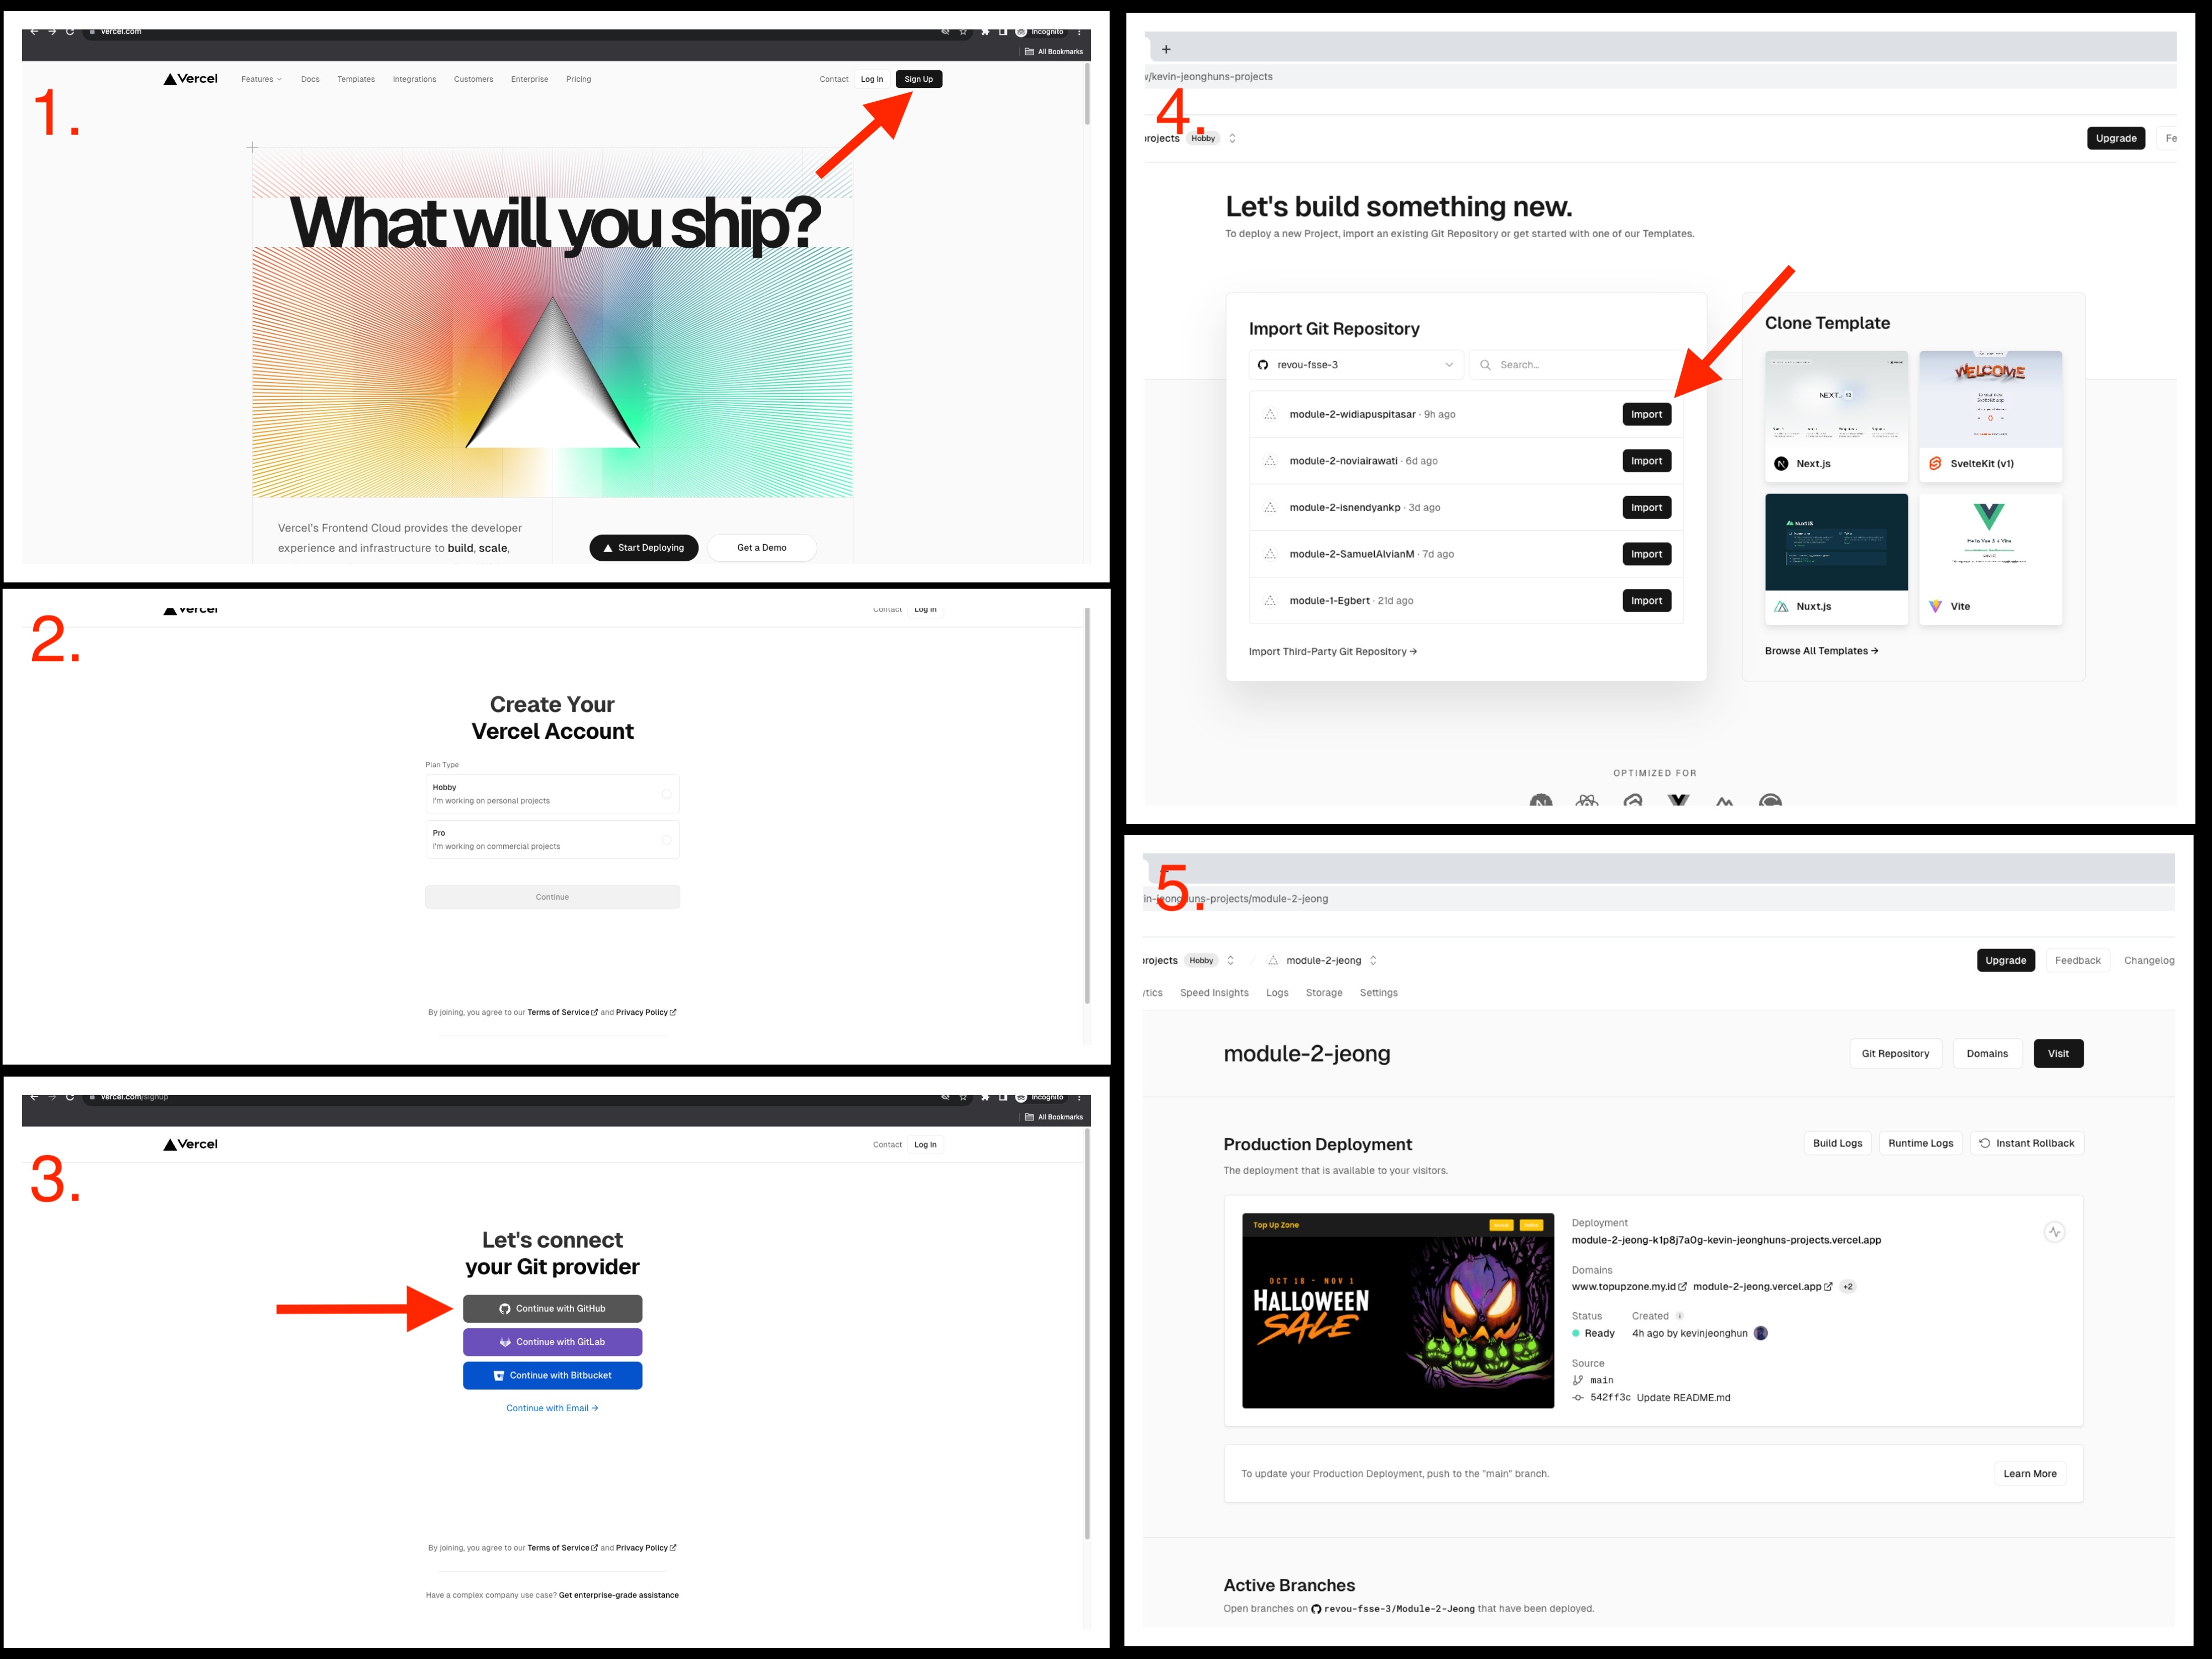 1.
vercel.com
Incognito
All Bookmarks
Vercel
Features
Docs
Templates
Integrations
Customers
Enterprise
Pricing
Contact
Log In
Sign Up
What will you ship?
Vercel's Frontend Cloud provides the developer
experience and infrastructure to build, scale,
Start Deploying
Get a Demo
2.
Vercel
Contact
Log In
Create Your
Vercel Account
Plan Type
Hobby
I'm working on personal projects
Pro
I'm working on commercial projects
Continue
By joining, you agree to our Terms of Service and Privacy Policy
3.
vercel.com/signup
Incognito
All Bookmarks
Vercel
Contact
Log In
Let's connect
your Git provider
Continue with GitHub
Continue with GitLab
Continue with Bitbucket
Continue with Email →
By joining, you agree to our Terms of Service and Privacy Policy
Have a complex company use case? Get enterprise-grade assistance
4.
/kevin-jeonghuns-projects
rojects
Hobby
Upgrade
Fe
Let's build something new.
To deploy a new Project, import an existing Git Repository or get started with one of our Templates.
Import Git Repository
revou-fsse-3
Search...
module-2-widiapuspitasar · 9h ago
Import
module-2-noviairawati · 6d ago
Import
module-2-isnendyankp · 3d ago
Import
module-2-SamuelAlvianM · 7d ago
Import
module-1-Egbert · 21d ago
Import
Import Third-Party Git Repository →
Clone Template
NEXT.js 13
Next.js
WELCOME
SvelteKit (v1)
NuxtJS
Nuxt.js
Vite
Browse All Templates →
OPTIMIZED FOR
5.
in-jeonghuns-projects/module-2-jeong
rojects
Hobby
module-2-jeong
Upgrade
Feedback
Changelog
ytics
Speed Insights
Logs
Storage
Settings
module-2-jeong
Git Repository
Domains
Visit
Production Deployment
The deployment that is available to your visitors.
Build Logs
Runtime Logs
Instant Rollback
Top Up Zone
OCT 18 - NOV 1
HALLOWEEN
SALE
Deployment
module-2-jeong-k1p8j7a0g-kevin-jeonghuns-projects.vercel.app
Domains
www.topupzone.my.id module-2-jeong.vercel.app +2
Status
Created
Ready
4h ago by kevinjeonghun
Source
main
542ff3c Update README.md
To update your Production Deployment, push to the "main" branch.
Learn More
Active Branches
Open branches on revou-fsse-3/Module-2-Jeong that have been deployed.